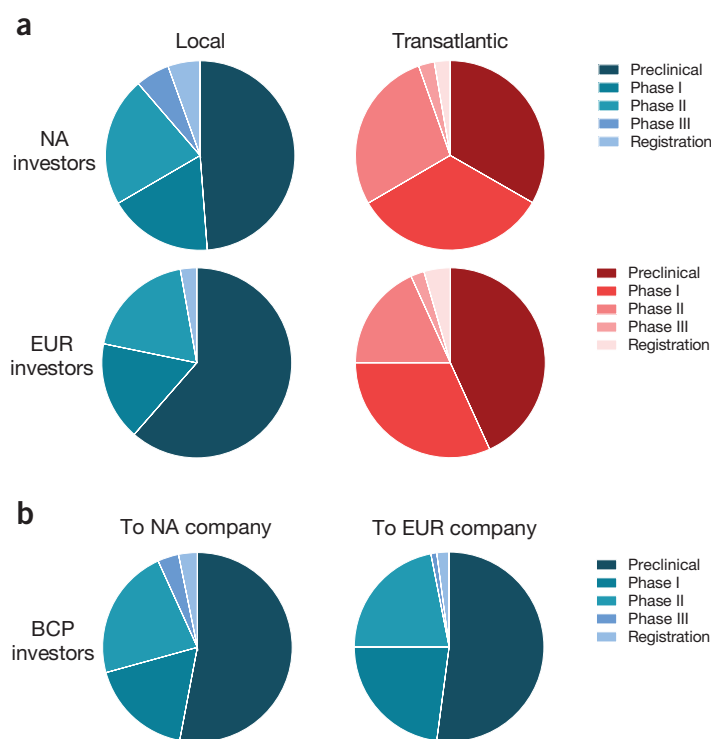 a
Local
Transatlantic
NA
investors
Preclinical
Phase I
Phase II
Phase III
Registration
EUR
investors
Preclinical
Phase I
Phase II
Phase III
Registration
b
To NA company
To EUR company
BCP
investors
Preclinical
Phase I
Phase II
Phase III
Registration